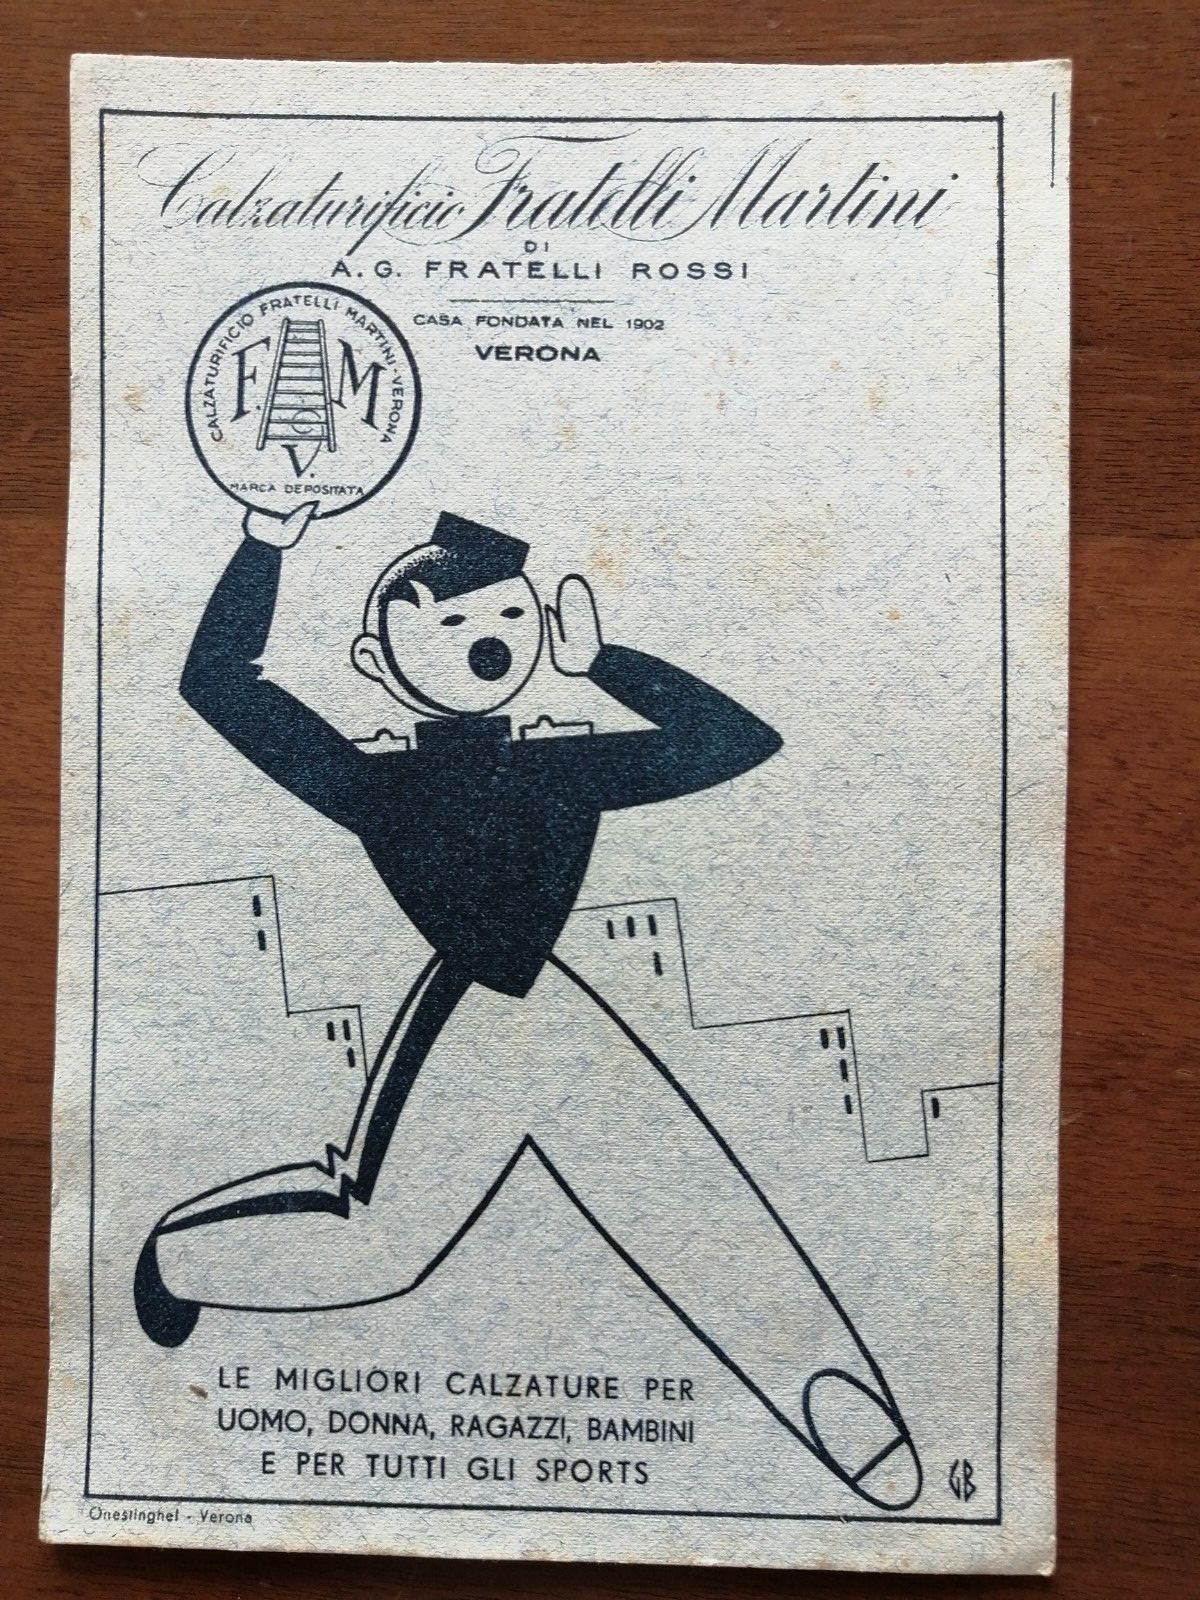 Calzaturificio Fratelli Martini
DI
A. G. FRATELLI ROSSI
CASA FONDATA NEL 1902
VERONA
CALZATURIFICIO FRATELLI MARTINI-VERONA
F. M
V.
MARCA DEPOSITATA
LE MIGLIORI CALZATURE PER
UOMO, DONNA, RAGAZZI, BAMBINI
E PER TUTTI GLI SPORTS
GB
Onestinghel - Verona